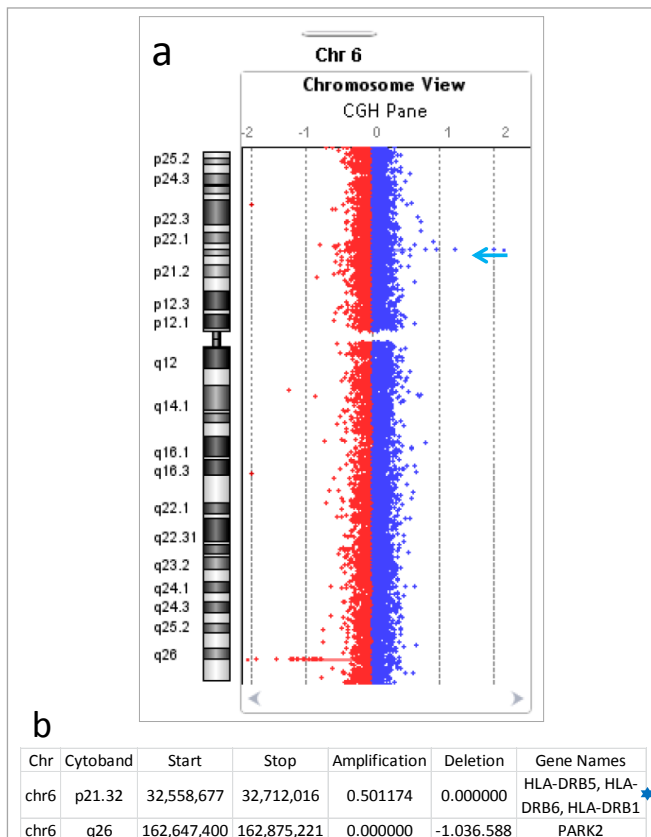 a
Chr 6
Chromosome View
CGH Pane
-2 -1 0 1 2
p25.2
p24.3
p22.3
p22.1
p21.2
p12.3
p12.1
q12
q14.1
q16.1
q16.3
q22.1
q22.31
q23.2
q24.1
q24.3
q25.2
q26
b
Chr Cytoband Start Stop Amplification Deletion Gene Names
chr6 p21.32 32,558,677 32,712,016 0.501174 0.000000 HLA-DRB5, HLA-
DRB6, HLA-DRB1
chr6 q26 162,647,400 162,875,221 0.000000 -1.036.588 PARK2